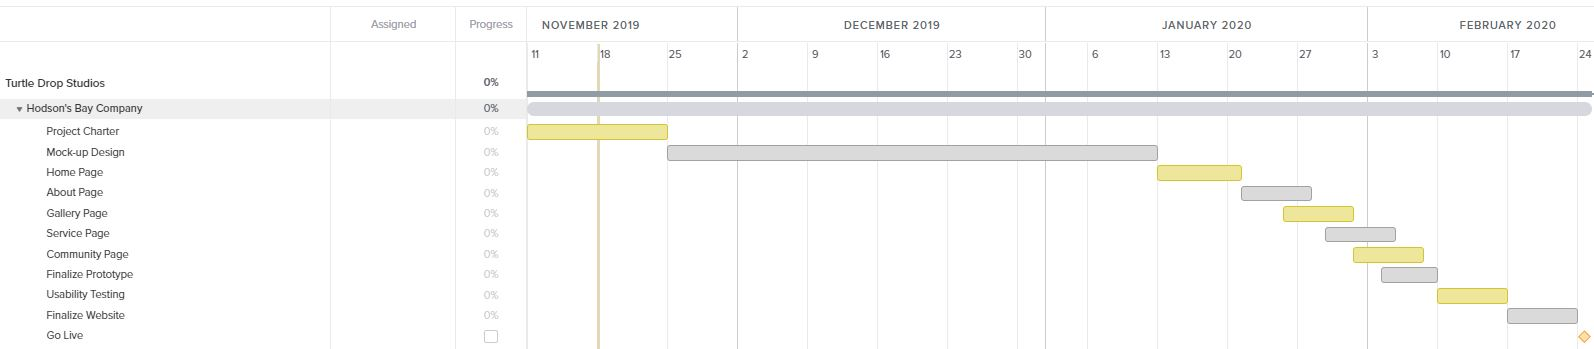 Assigned Progress NOVEMBER 2019 DECEMBER 2019 JANUARY 2020 FEBRUARY 2020
11 18 25 2 9 16 23 30 6 13 20 27 3 10 17 24
Turtle Drop Studios 0%
Hodson's Bay Company 0%
Project Charter 0%
Mock-up Design 0%
Home Page 0%
About Page 0%
Gallery Page 0%
Service Page 0%
Community Page 0%
Finalize Prototype 0%
Usability Testing 0%
Finalize Website 0%
Go Live